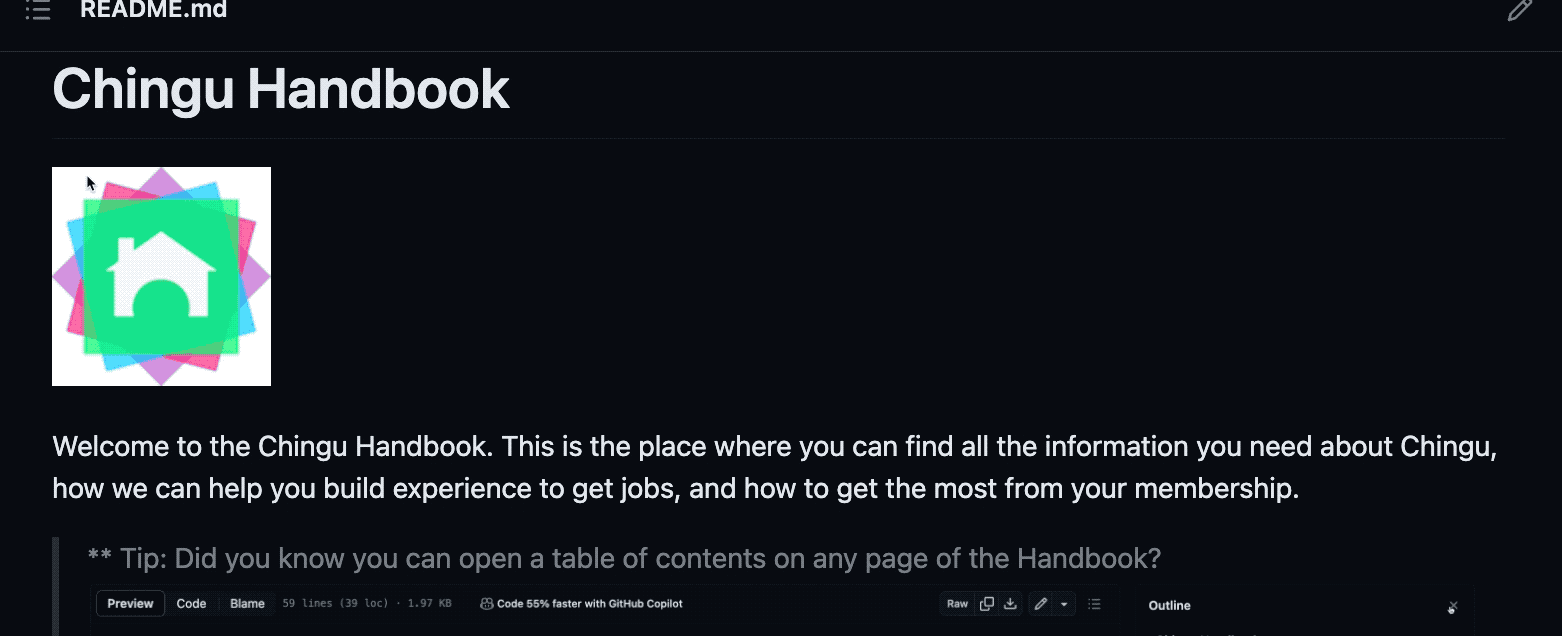 README.md
Chingu Handbook
Welcome to the Chingu Handbook. This is the place where you can find all the information you need about Chingu,
how we can help you build experience to get jobs, and how to get the most from your membership.
** Tip: Did you know you can open a table of contents on any page of the Handbook?
Preview Code Blame 59 lines (39 loc) · 1.97 KB Code 55% faster with GitHub Copilot Raw Outline